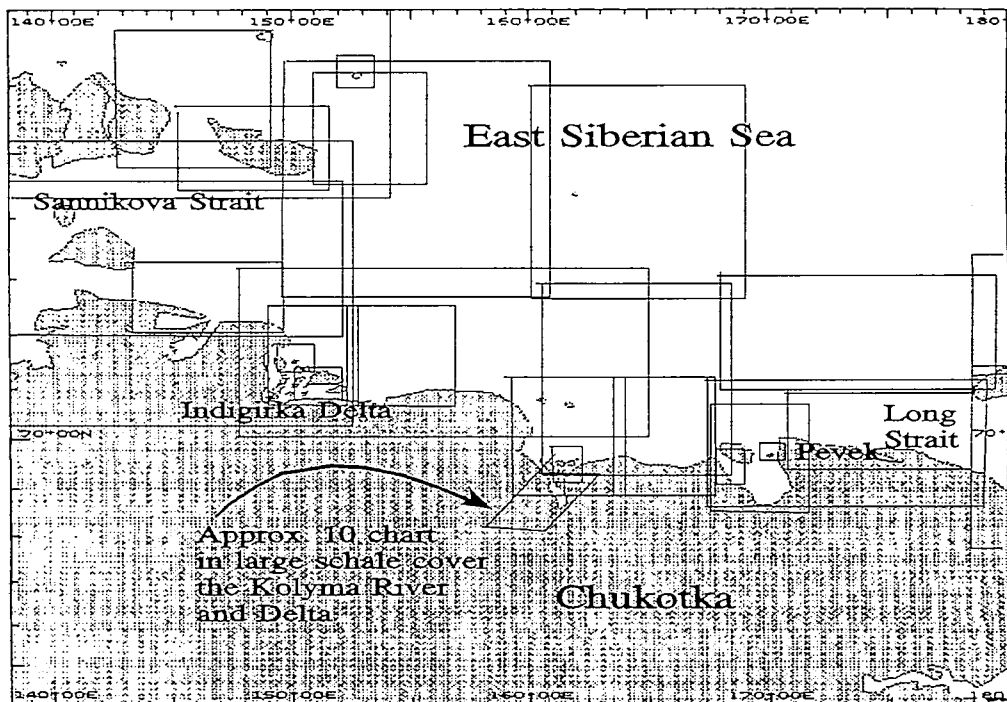 140°00E 150°00E 160°00E 170°00E 180
East Siberian Sea
Sannikova Strait
Indigirka Delta
Long
Strait
70°00N
70°
Pevek
Approx. 10 chart
in large schale cover
the Kolyma River
and Delta
Chukotka
140°00E 150°00E 160°00E 170°00E 180